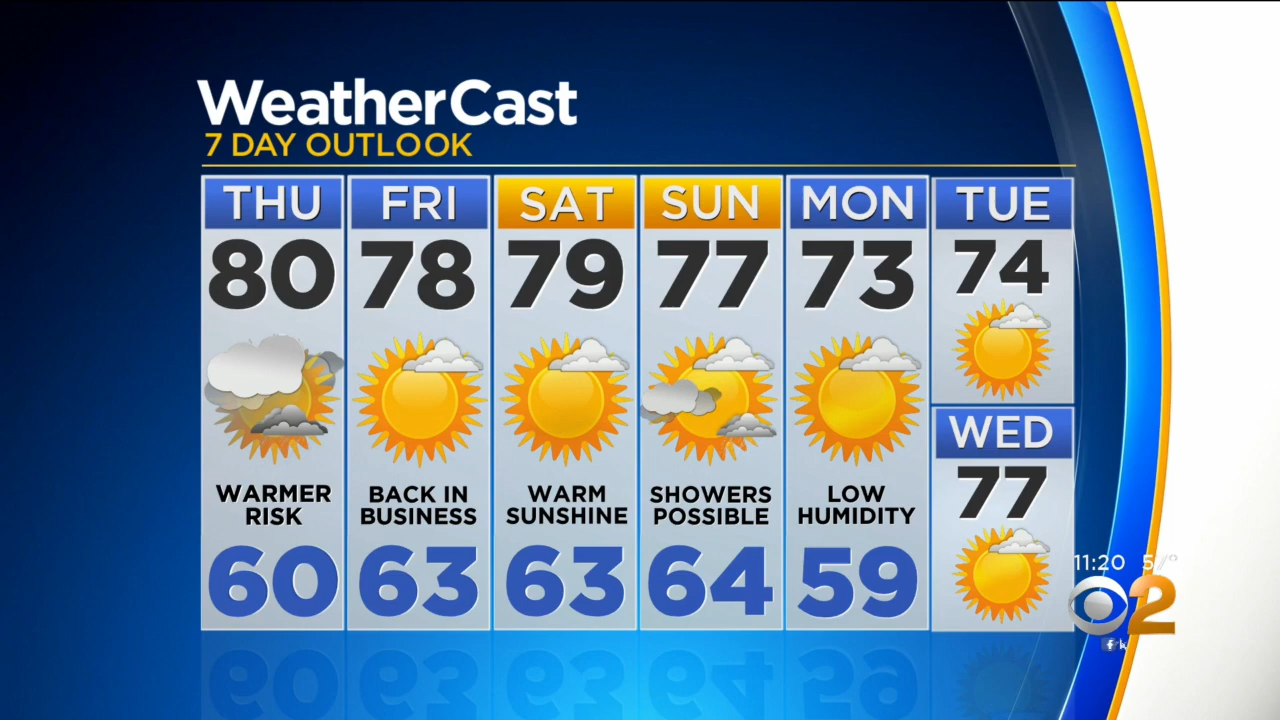 WeatherCast
7 DAY OUTLOOK
THU
80
WARMER
RISK
60
FRI
78
BACK IN
BUSINESS
63
SAT
79
WARM
SUNSHINE
63
SUN
77
SHOWERS
POSSIBLE
64
MON
73
LOW
HUMIDITY
59
TUE
74
WED
77
11:20
2